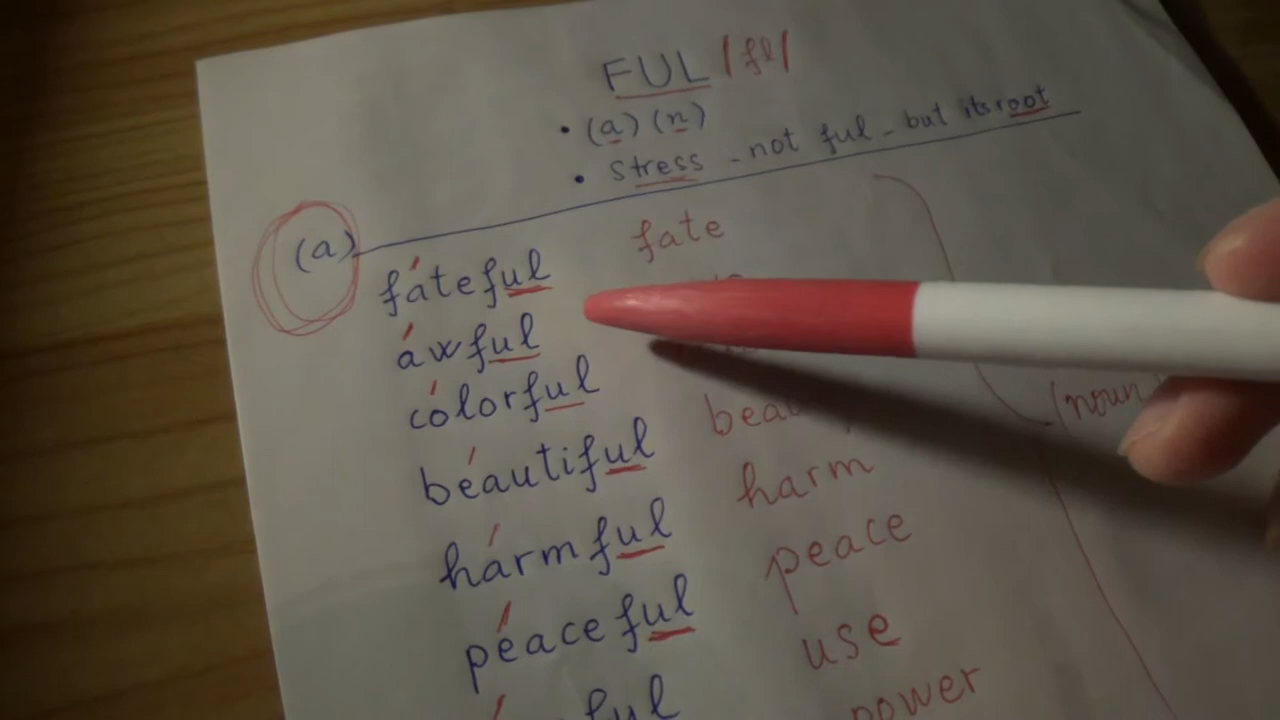 FUL /fl/
• (a) (n)
• Stress - not ful - but its root
(a)
fateful fate
awful
colorful
beautiful
harmful harm
peaceful peace
use
power
(noun)